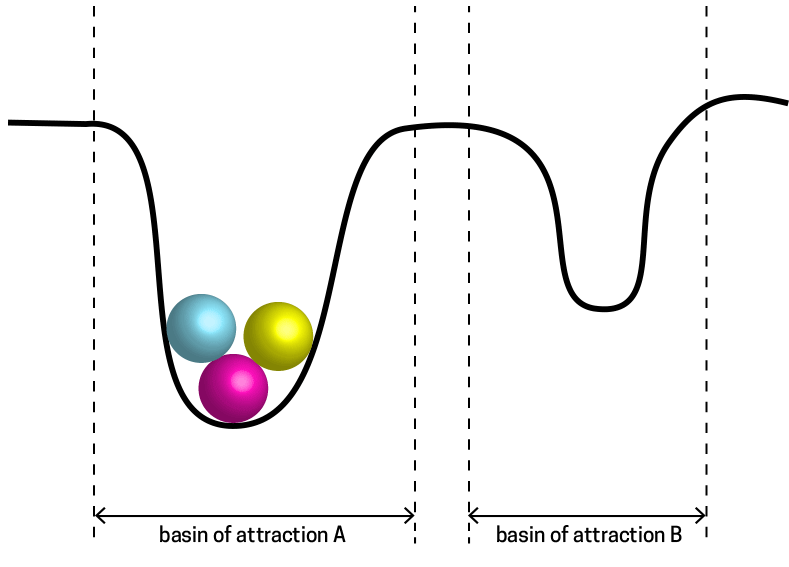 basin of attraction A
basin of attraction B